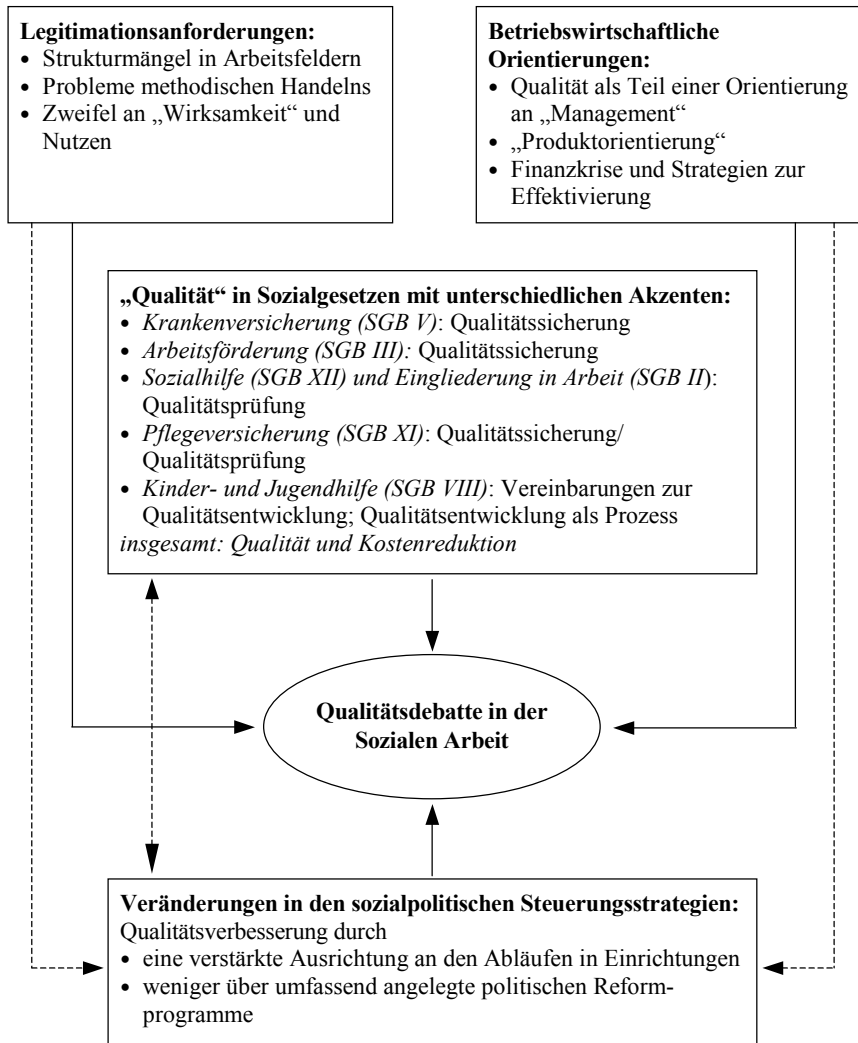 Legitimationsanforderungen:
• Strukturmängel in Arbeitsfeldern
• Probleme methodischen Handelns
• Zweifel an „Wirksamkeit“ und
Nutzen
Betriebswirtschaftliche
Orientierungen:
• Qualität als Teil einer Orientierung
an „Management“
• „Produktorientierung“
• Finanzkrise und Strategien zur
Effektivierung
„Qualität“ in Sozialgesetzen mit unterschiedlichen Akzenten:
• Krankenversicherung (SGB V): Qualitätssicherung
• Arbeitsförderung (SGB III): Qualitätssicherung
• Sozialhilfe (SGB XII) und Eingliederung in Arbeit (SGB II):
Qualitätsprüfung
• Pflegeversicherung (SGB XI): Qualitätssicherung/
Qualitätsprüfung
• Kinder- und Jugendhilfe (SGB VIII): Vereinbarungen zur
Qualitätsentwicklung; Qualitätsentwicklung als Prozess
insgesamt: Qualität und Kostenreduktion
Qualitätsdebatte in der
Sozialen Arbeit
Veränderungen in den sozialpolitischen Steuerungsstrategien:
Qualitätsverbesserung durch
• eine verstärkte Ausrichtung an den Abläufen in Einrichtungen
• weniger über umfassend angelegte politischen Reform-
programme